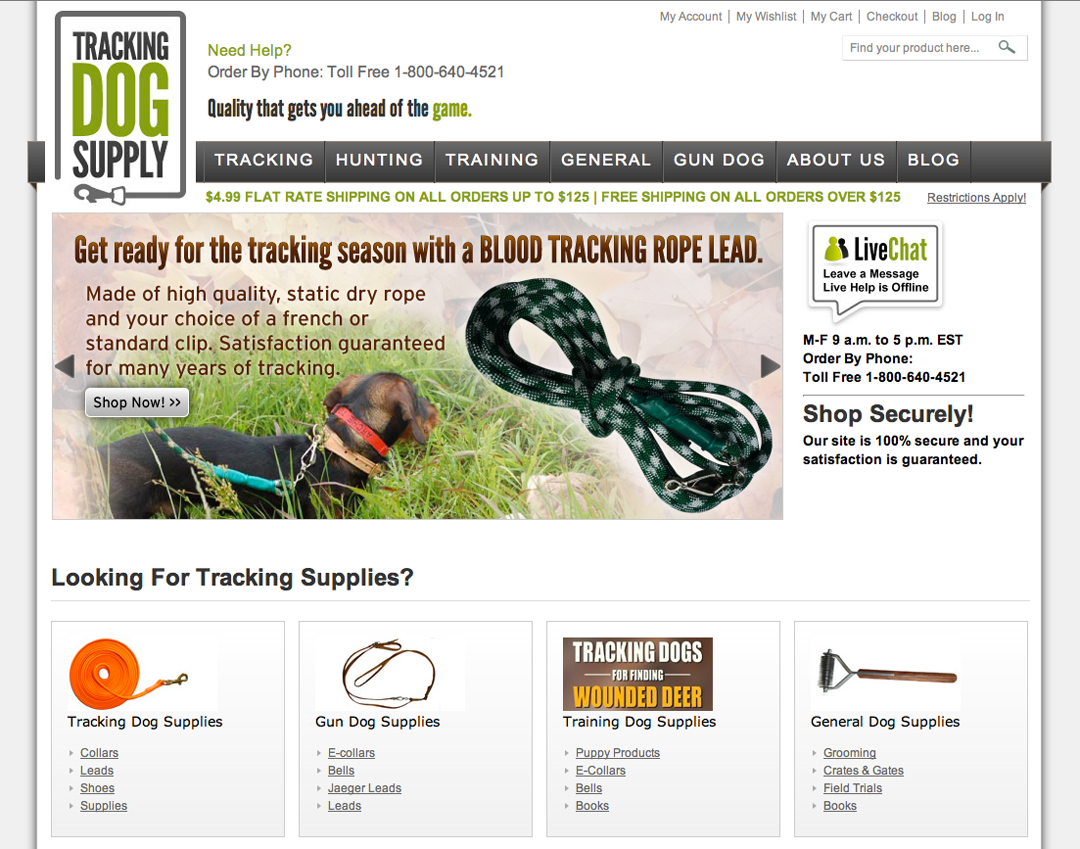 TRACKING
DOG
SUPPLY
My Account | My Wishlist | My Cart | Checkout | Blog | Log In
Find your product here...
Need Help?
Order By Phone: Toll Free 1-800-640-4521
Quality that gets you ahead of the game.
TRACKING HUNTING TRAINING GENERAL GUN DOG ABOUT US BLOG
$4.99 FLAT RATE SHIPPING ON ALL ORDERS UP TO $125 | FREE SHIPPING ON ALL ORDERS OVER $125
Restrictions Apply!
Get ready for the tracking season with a BLOOD TRACKING ROPE LEAD.
Made of high quality, static dry rope
and your choice of a french or
standard clip. Satisfaction guaranteed
for many years of tracking.
Shop Now! >>
LiveChat
Leave a Message
Live Help is Offline
M-F 9 a.m. to 5 p.m. EST
Order By Phone:
Toll Free 1-800-640-4521
Shop Securely!
Our site is 100% secure and your
satisfaction is guaranteed.
Looking For Tracking Supplies?
Tracking Dog Supplies
Collars
Leads
Shoes
Supplies
Gun Dog Supplies
E-collars
Bells
Jaeger Leads
Leads
TRACKING DOGS
FOR FINDING
WOUNDED DEER
Training Dog Supplies
Puppy Products
E-Collars
Bells
Books
General Dog Supplies
Grooming
Crates & Gates
Field Trials
Books